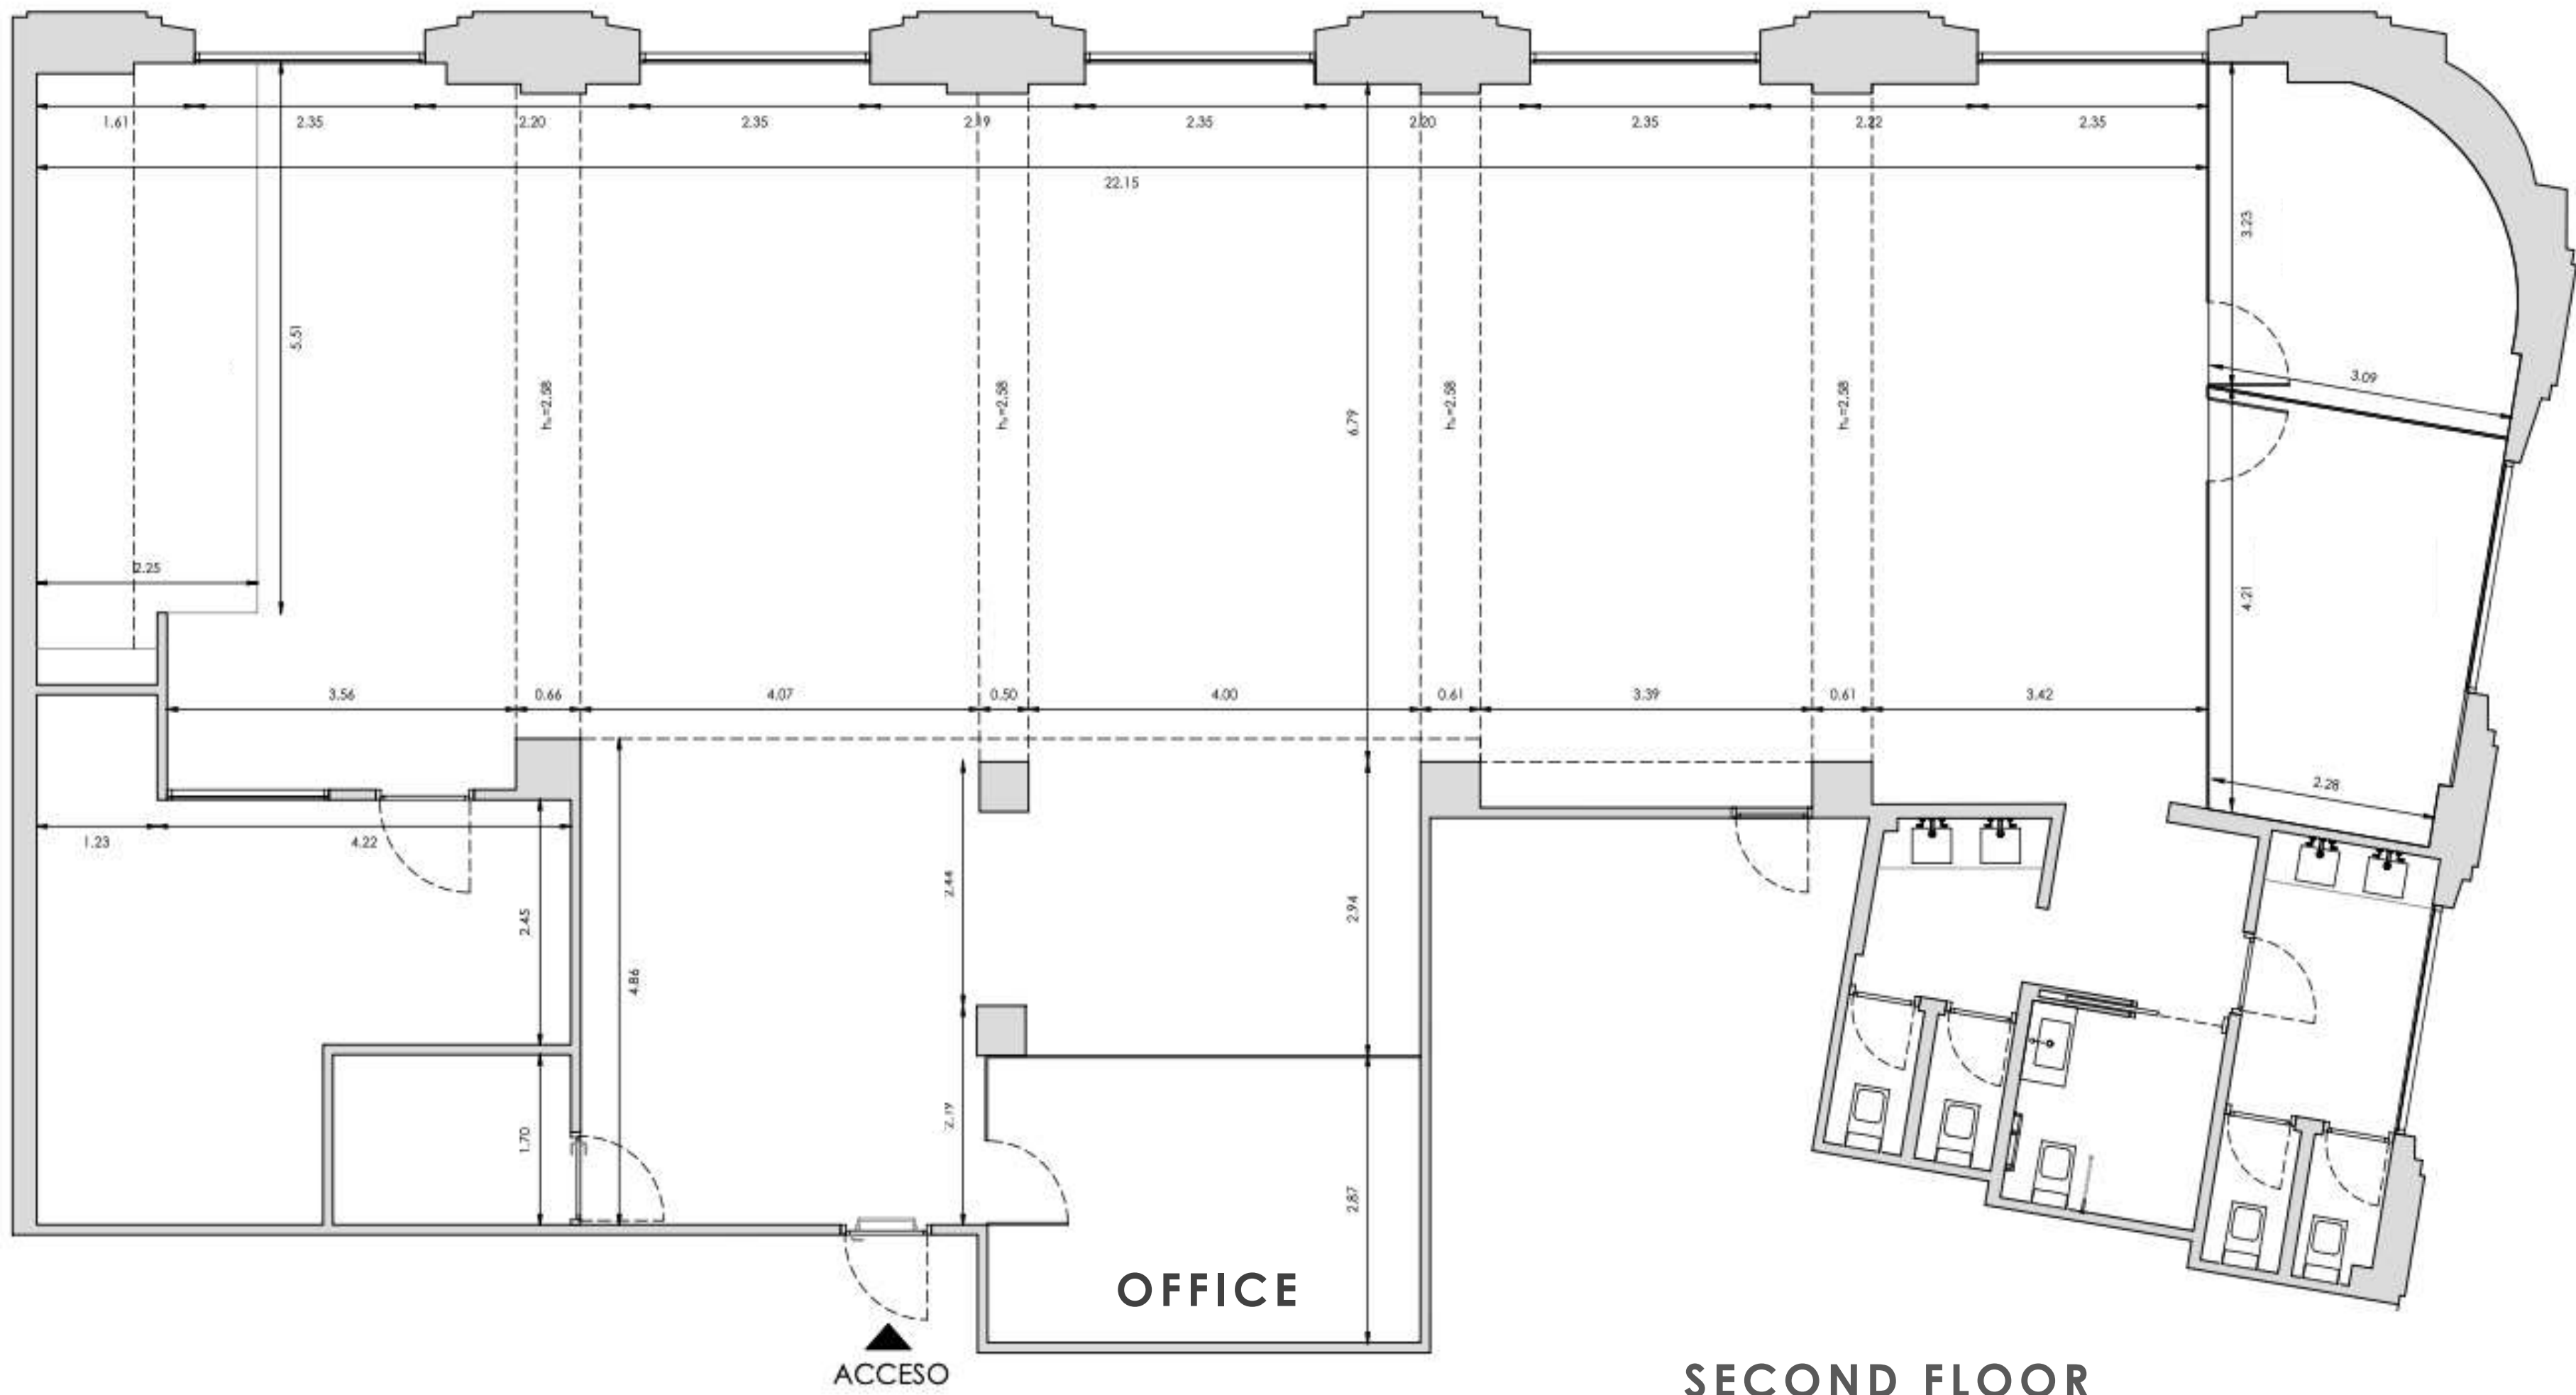 1.61 2.35 2.20 2.35 2.19 2.35 2.20 2.35 2.22 2.35
22.15
3.23
5.51
3.09
h.=2.58 h.=2.58 h.=2.58 h.=2.58
6.79
2.25
4.21
3.56 0.66 4.07 0.50 4.00 0.61 3.39 0.61 3.42
2.28
1.23 4.22
2.44
2.45
2.94
4.86
2.19
1.70
2.87
OFFICE
ACCESO
SECOND FLOOR